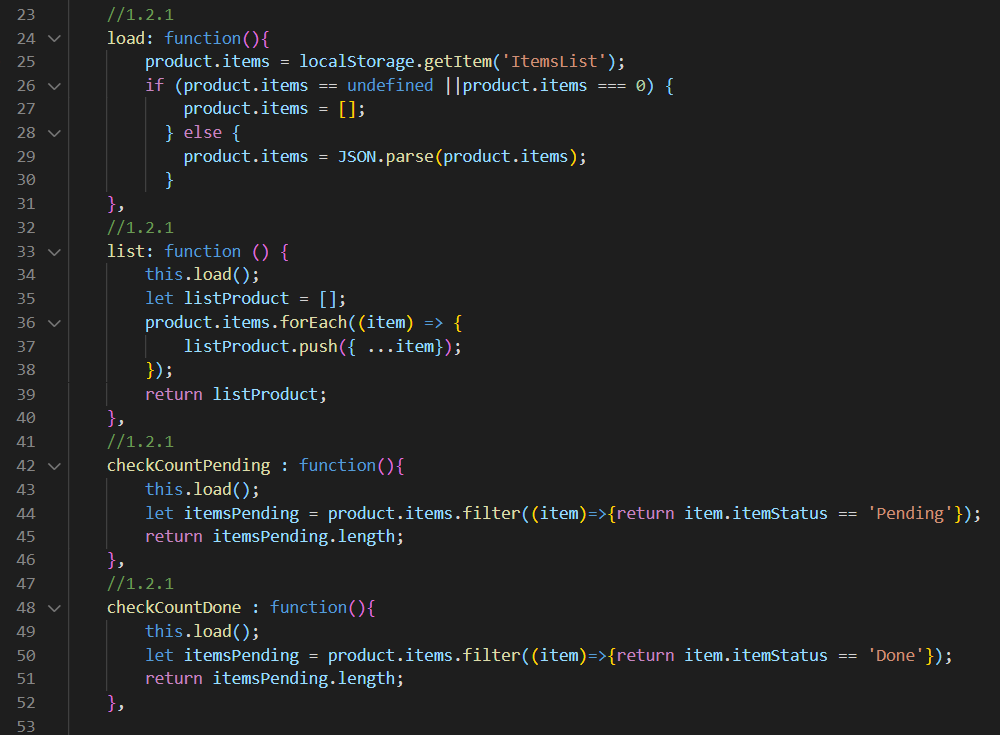 23 //1.2.1
24 load: function(){
25 product.items = localStorage.getItem('ItemsList');
26 if (product.items == undefined ||product.items === 0) {
27 product.items = [];
28 } else {
29 product.items = JSON.parse(product.items);
30 }
31 },
32 //1.2.1
33 list: function () {
34 this.load();
35 let listProduct = [];
36 product.items.forEach((item) => {
37 listProduct.push({ ...item});
38 });
39 return listProduct;
40 },
41 //1.2.1
42 checkCountPending : function(){
43 this.load();
44 let itemsPending = product.items.filter((item)=>{return item.itemStatus == 'Pending'});
45 return itemsPending.length;
46 },
47 //1.2.1
48 checkCountDone : function(){
49 this.load();
50 let itemsPending = product.items.filter((item)=>{return item.itemStatus == 'Done'});
51 return itemsPending.length;
52 },
53